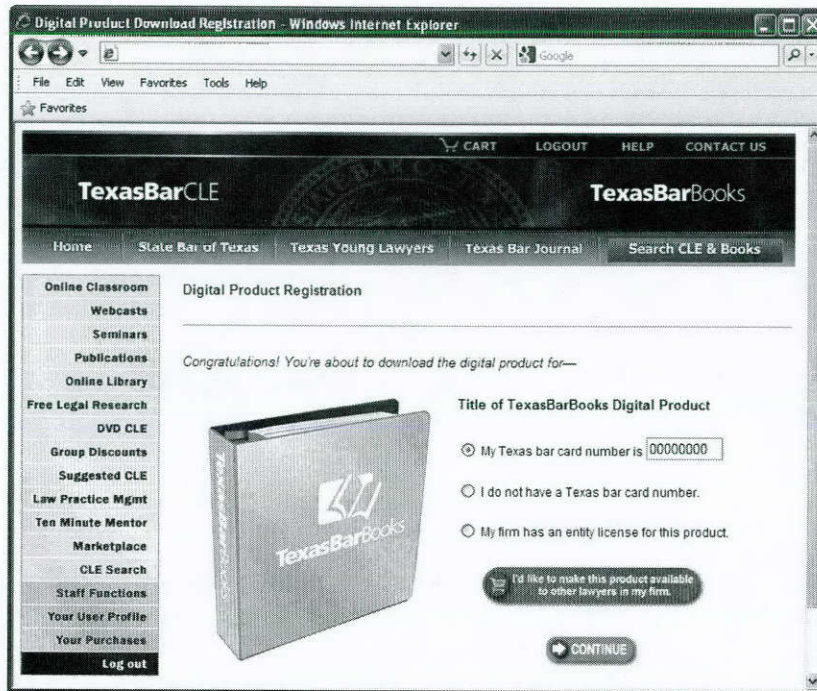 Digital Product Download Registration - Windows Internet Explorer
Google
File Edit View Favorites Tools Help
Favorites
CART LOGOUT HELP CONTACT US
TexasBarCLE
TexasBarBooks
Home State Bar of Texas Texas Young Lawyers Texas Bar Journal Search CLE & Books
Online Classroom
Webcasts
Seminars
Publications
Online Library
Free Legal Research
DVD CLE
Group Discounts
Suggested CLE
Law Practice Mgmt
Ten Minute Mentor
Marketplace
CLE Search
Staff Functions
Your User Profile
Your Purchases
Log out
Digital Product Registration
Congratulations! You're about to download the digital product for—
TexasBarBooks
TexasBarBooks
Title of TexasBarBooks Digital Product
My Texas bar card number is 00000000
I do not have a Texas bar card number.
My firm has an entity license for this product.
I'd like to make this product available
to other lawyers in my firm.
CONTINUE